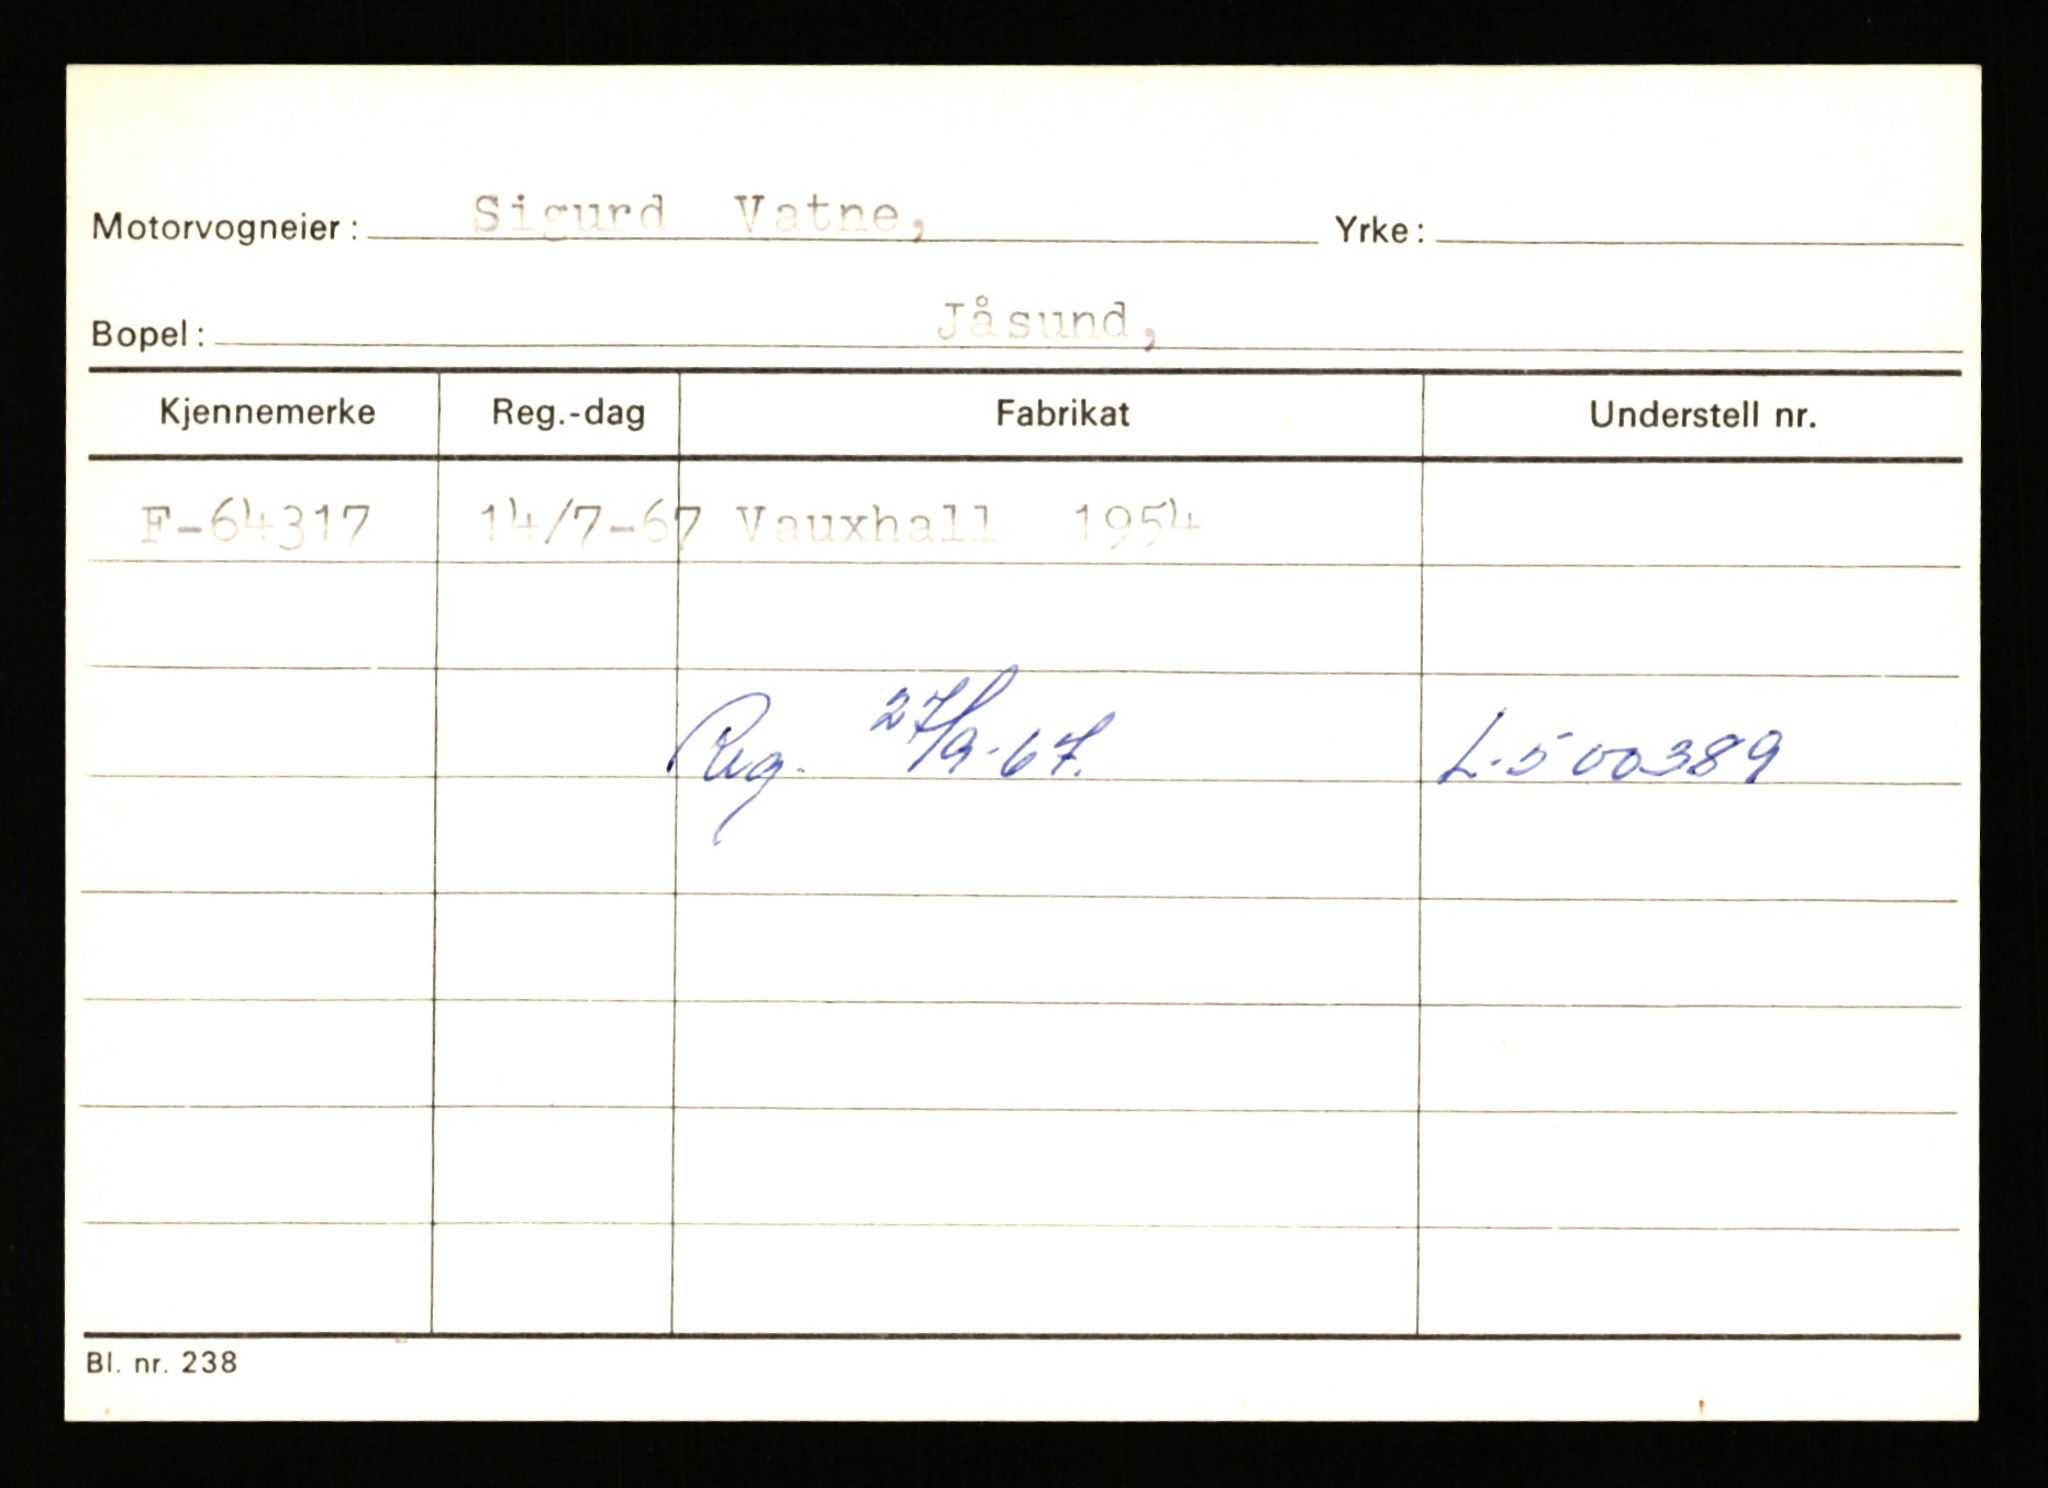 Motorvogneier: Sigurd Vatne, Yrke:
Bopel: Jåsund,
Kjennemerke Reg.-dag Fabrikat Understell nr.
F-64317 14/7-67 Vauxhall 1954
Reg. 27/9-67. L-500389
Bl. nr. 238